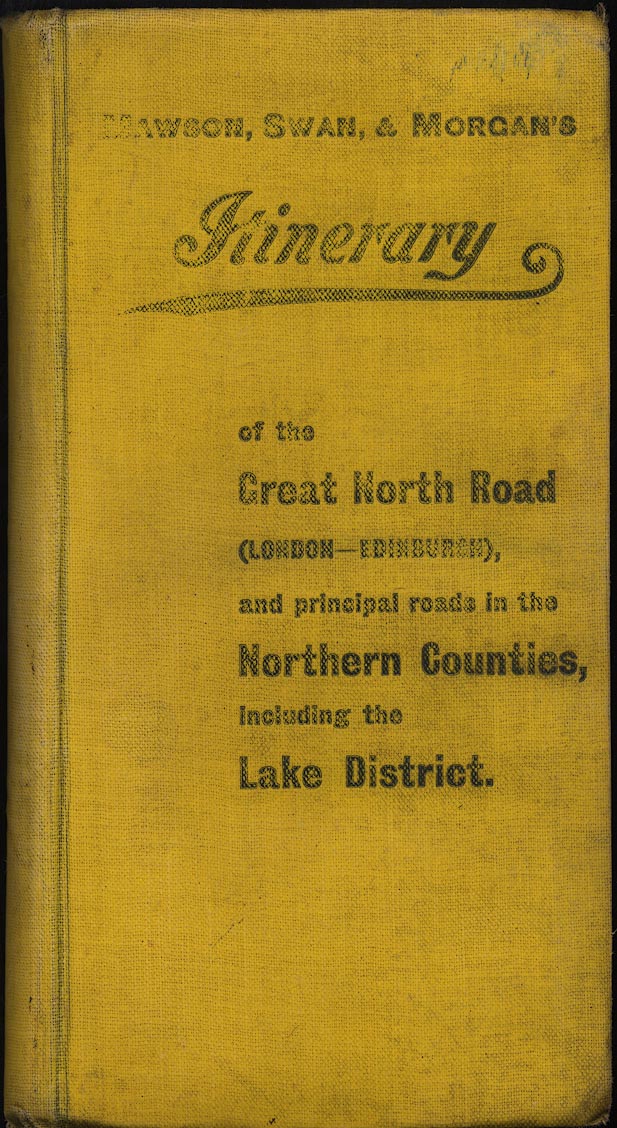 MAWSON, SWAN, & MORGAN'S
Itinerary
of the
Great North Road
(LONDON—EDINBURGH),
and principal roads in the
Northern Counties,
including the
Lake District.